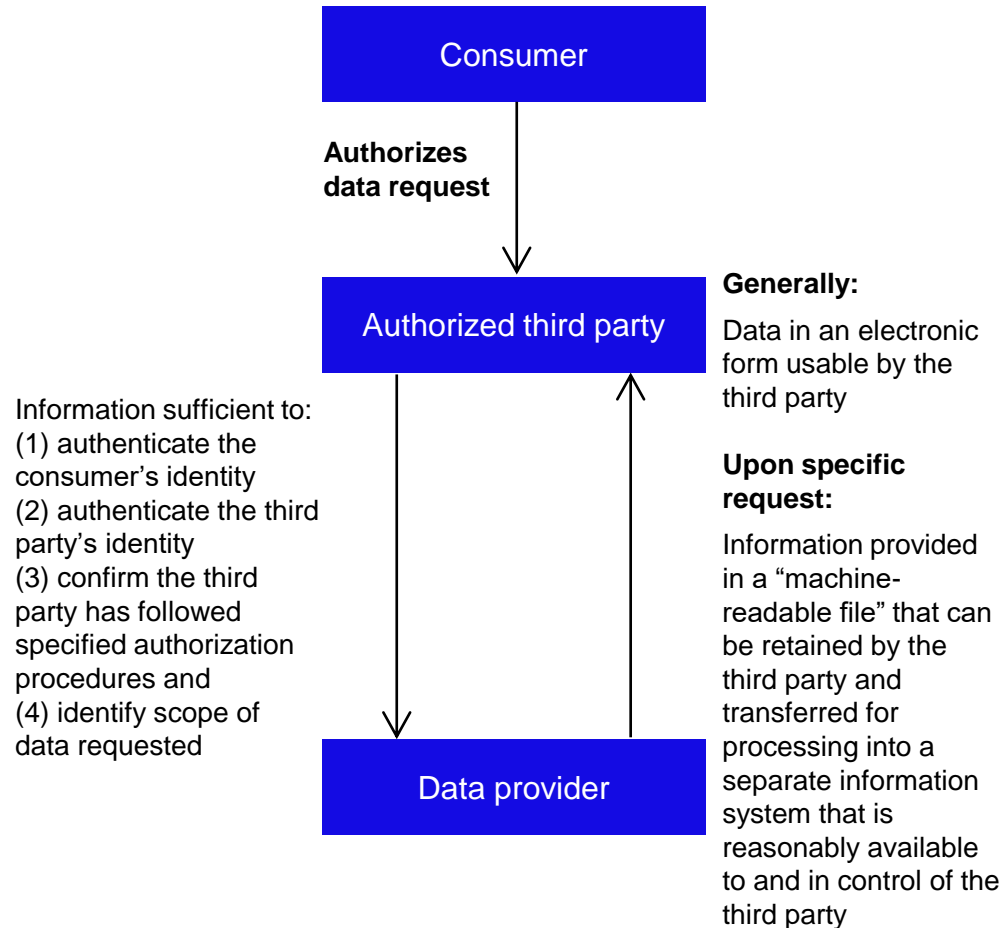 Consumer
Authorizes
data request
Authorized third party
Generally:
Data in an electronic
form usable by the
third party
Information sufficient to:
(1) authenticate the
consumer’s identity
(2) authenticate the third
party’s identity
(3) confirm the third
party has followed
specified authorization
procedures and
(4) identify scope of
data requested
Upon specific
request:
Information provided
in a “machine-
readable file” that can
be retained by the
third party and
transferred for
processing into a
separate information
system that is
reasonably available
to and in control of the
third party
Data provider